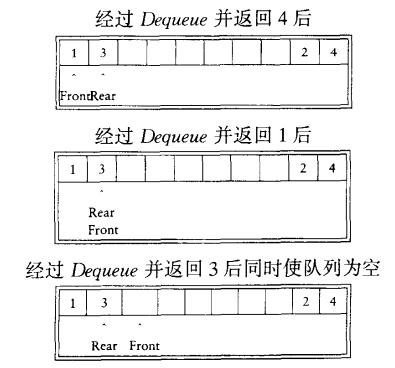 经过 Dequeue 并返回 4 后
1 3 2 4
FrontRear
经过 Dequeue 并返回 1 后
1 3 2 4
Rear
Front
经过 Dequeue 并返回 3 后同时使队列为空
1 3 2 4
Rear Front